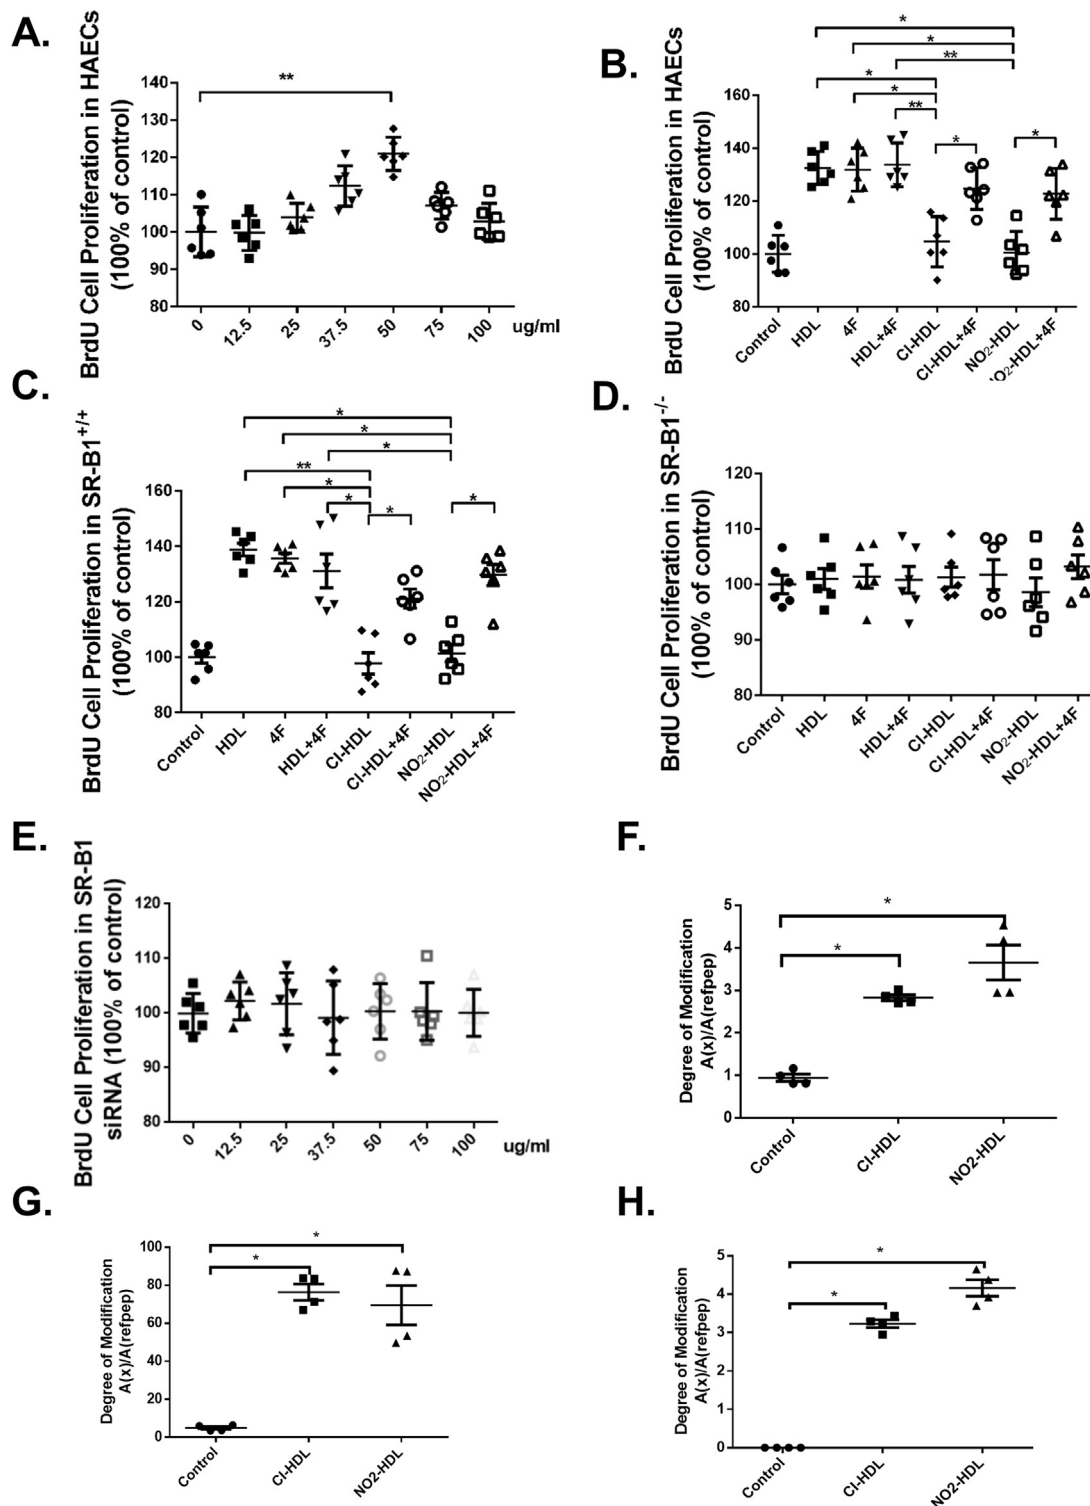 A.
BrdU Cell Proliferation in HAECs
(100% of control)
140
130
120
110
100
90
80
**
0
12.5
25
37.5
50
75
100
ug/ml
B.
BrdU Cell Proliferation in HAECs
(100% of control)
160
140
120
100
80
*
*
**
*
*
**
*
*
Control
HDL
4F
HDL+4F
Cl-HDL
Cl-HDL+4F
NO2-HDL
NO2-HDL+4F
C.
BrdU Cell Proliferation in SR-B1+/+
(100% of control)
160
140
120
100
80
*
*
*
**
*
*
*
*
Control
HDL
4F
HDL+4F
Cl-HDL
Cl-HDL+4F
NO2-HDL
NO2-HDL+4F
D.
BrdU Cell Proliferation in SR-B1-/-
(100% of control)
120
110
100
90
80
Control
HDL
4F
HDL+4F
Cl-HDL
Cl-HDL+4F
NO2-HDL
NO2-HDL+4F
E.
BrdU Cell Proliferation in SR-B1
siRNA (100% of control)
120
110
100
90
80
0
12.5
25
37.5
50
75
100
ug/ml
F.
Degree of Modification
A(x)/A(refpep)
5
4
3
2
1
0
*
*
Control
Cl-HDL
NO2-HDL
G.
Degree of Modification
A(x)/A(refpep)
100
80
60
40
20
0
*
*
Control
Cl-HDL
NO2-HDL
H.
Degree of Modification
A(x)/A(refpep)
5
4
3
2
1
0
*
*
Control
Cl-HDL
NO2-HDL